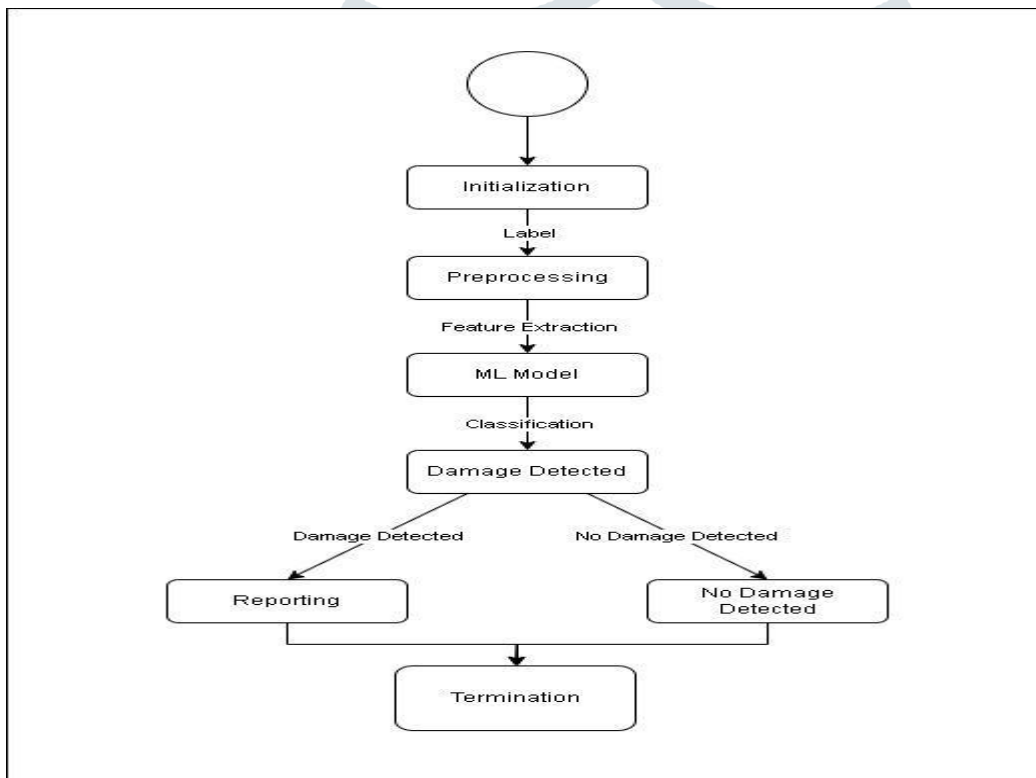 Initialization
Label
Preprocessing
Feature Extraction
ML Model
Classification
Damage Detected
Damage Detected
No Damage Detected
Reporting
No Damage
Detected
Termination